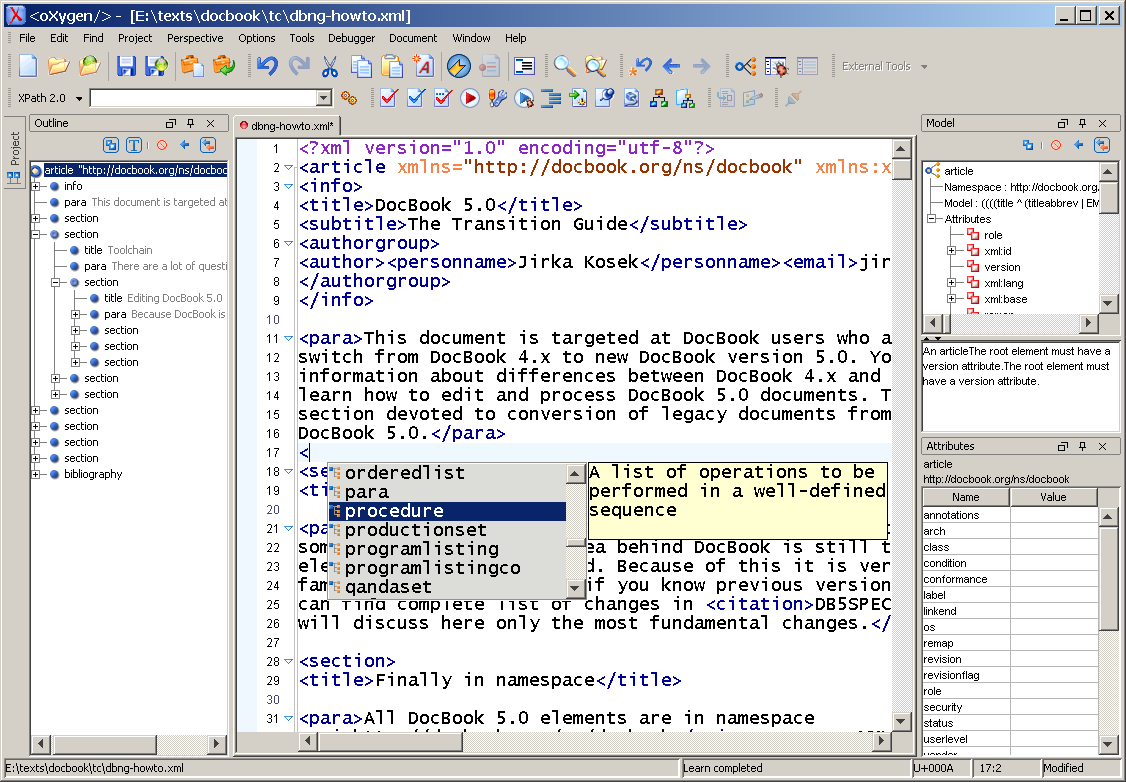 <oXygen/> - [E:\texts\docbook\tc\dbng-howto.xml]
File Edit Find Project Perspective Options Tools Debugger Document Window Help
External Tools
XPath 2.0
Project
Outline
article "http://docbook.org/ns/docboo
info
para This document is targeted at
section
section
title Toolchain
para There are a lot of questi
section
title Editing DocBook 5.0
para Because DocBook is
section
section
section
section
section
section
section
section
section
bibliography
dbng-howto.xml*
1 <?xml version="1.0" encoding="utf-8"?>
2 <article xmlns="http://docbook.org/ns/docbook" xmlns:x
3 <info>
4 <title>DocBook 5.0</title>
5 <subtitle>The Transition Guide</subtitle>
6 <authorgroup>
7 <author><personname>Jirka Kosek</personname><email>jir
8 </authorgroup>
9 </info>
10
11 <para>This document is targeted at DocBook users who a
12 switch from DocBook 4.x to new DocBook version 5.0. Yo
13 information about differences between DocBook 4.x and
14 learn how to edit and process DocBook 5.0 documents. T
15 section devoted to conversion of legacy documents from
16 DocBook 5.0.</para>
17 <
18 <se
19 <ti
20
21 <pa
22 som ea behind DocBook is still t
23 ele d. Because of this it is ver
24 fam if you know previous version
25 can find complete list of changes in <citation>DB5SPEC
26 will discuss here only the most fundamental changes.</
27
28 <section>
29 <title>Finally in namespace</title>
30
31 <para>All DocBook 5.0 elements are in namespace
orderedlist
para
procedure
productionset
programlisting
programlistingco
qandaset
A list of operations to be
performed in a well-defined
sequence
Model
article
Namespace : http://docbook.org,
Model : ((((title ^ (titleabbrev | EM
Attributes
role
xml:id
version
xml:lang
xml:base
An articleThe root element must have a
version attribute.The root element must
have a version attribute.
Attributes
article
http://docbook.org/ns/docbook
Name Value
annotations
arch
class
condition
conformance
label
linkend
os
remap
revision
revisionflag
role
security
status
userlevel
E:\texts\docbook\tc\dbng-howto.xml Learn completed U+000A 17:2 Modified